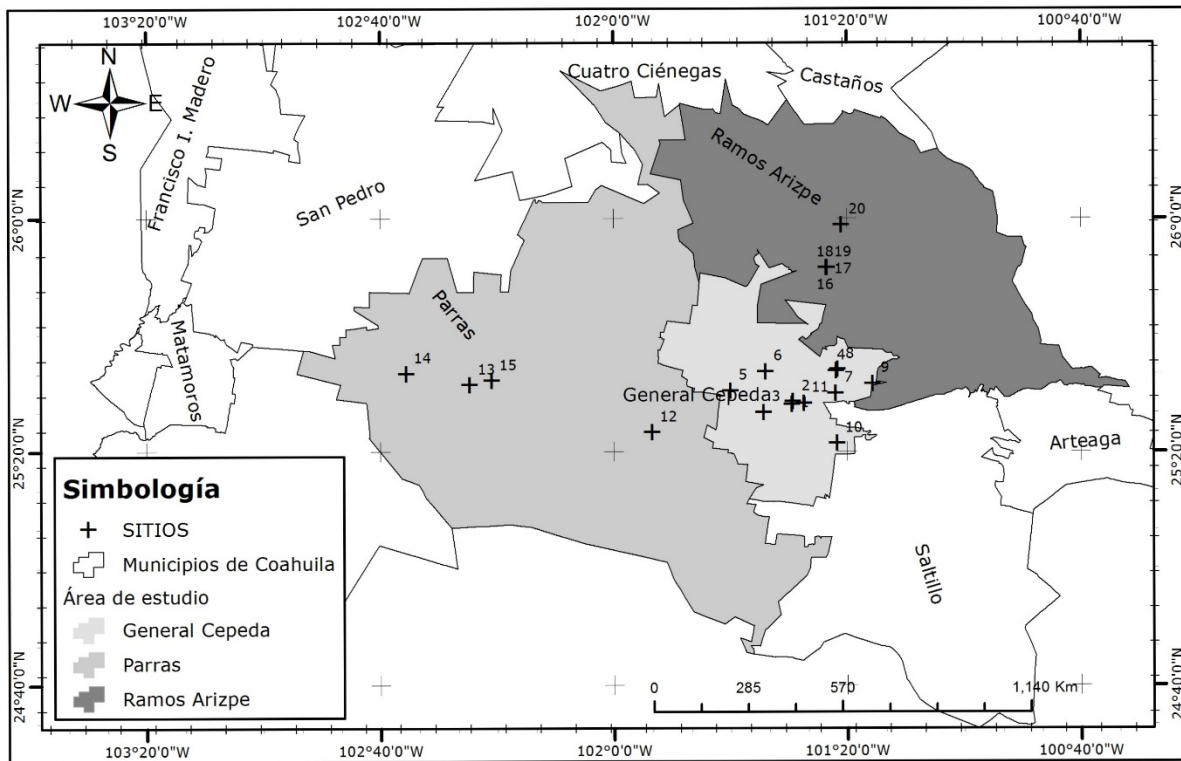 103°20'0"W 102°40'0"W 102°0'0"W 101°20'0"W 100°40'0"W
N
W E
S
Francisco I. Madero
Cuatro Ciénegas
Castaños
Ramos Arizpe
San Pedro
26°0'0"N
26°0'0"N
20
18 19
17
16
Parras
Matamoros
14
13 15
6
48
9
5
7
General Cepeda
3
2
11
12
10
25°20'0"N
25°20'0"N
Arteaga
Saltillo
Simbología
SITIOS
Municipios de Coahuila
Área de estudio
General Cepeda
Parras
Ramos Arizpe
0 285 570 1,140 Km
24°40'0"N
24°40'0"N
103°20'0"W 102°40'0"W 102°0'0"W 101°20'0"W 100°40'0"W